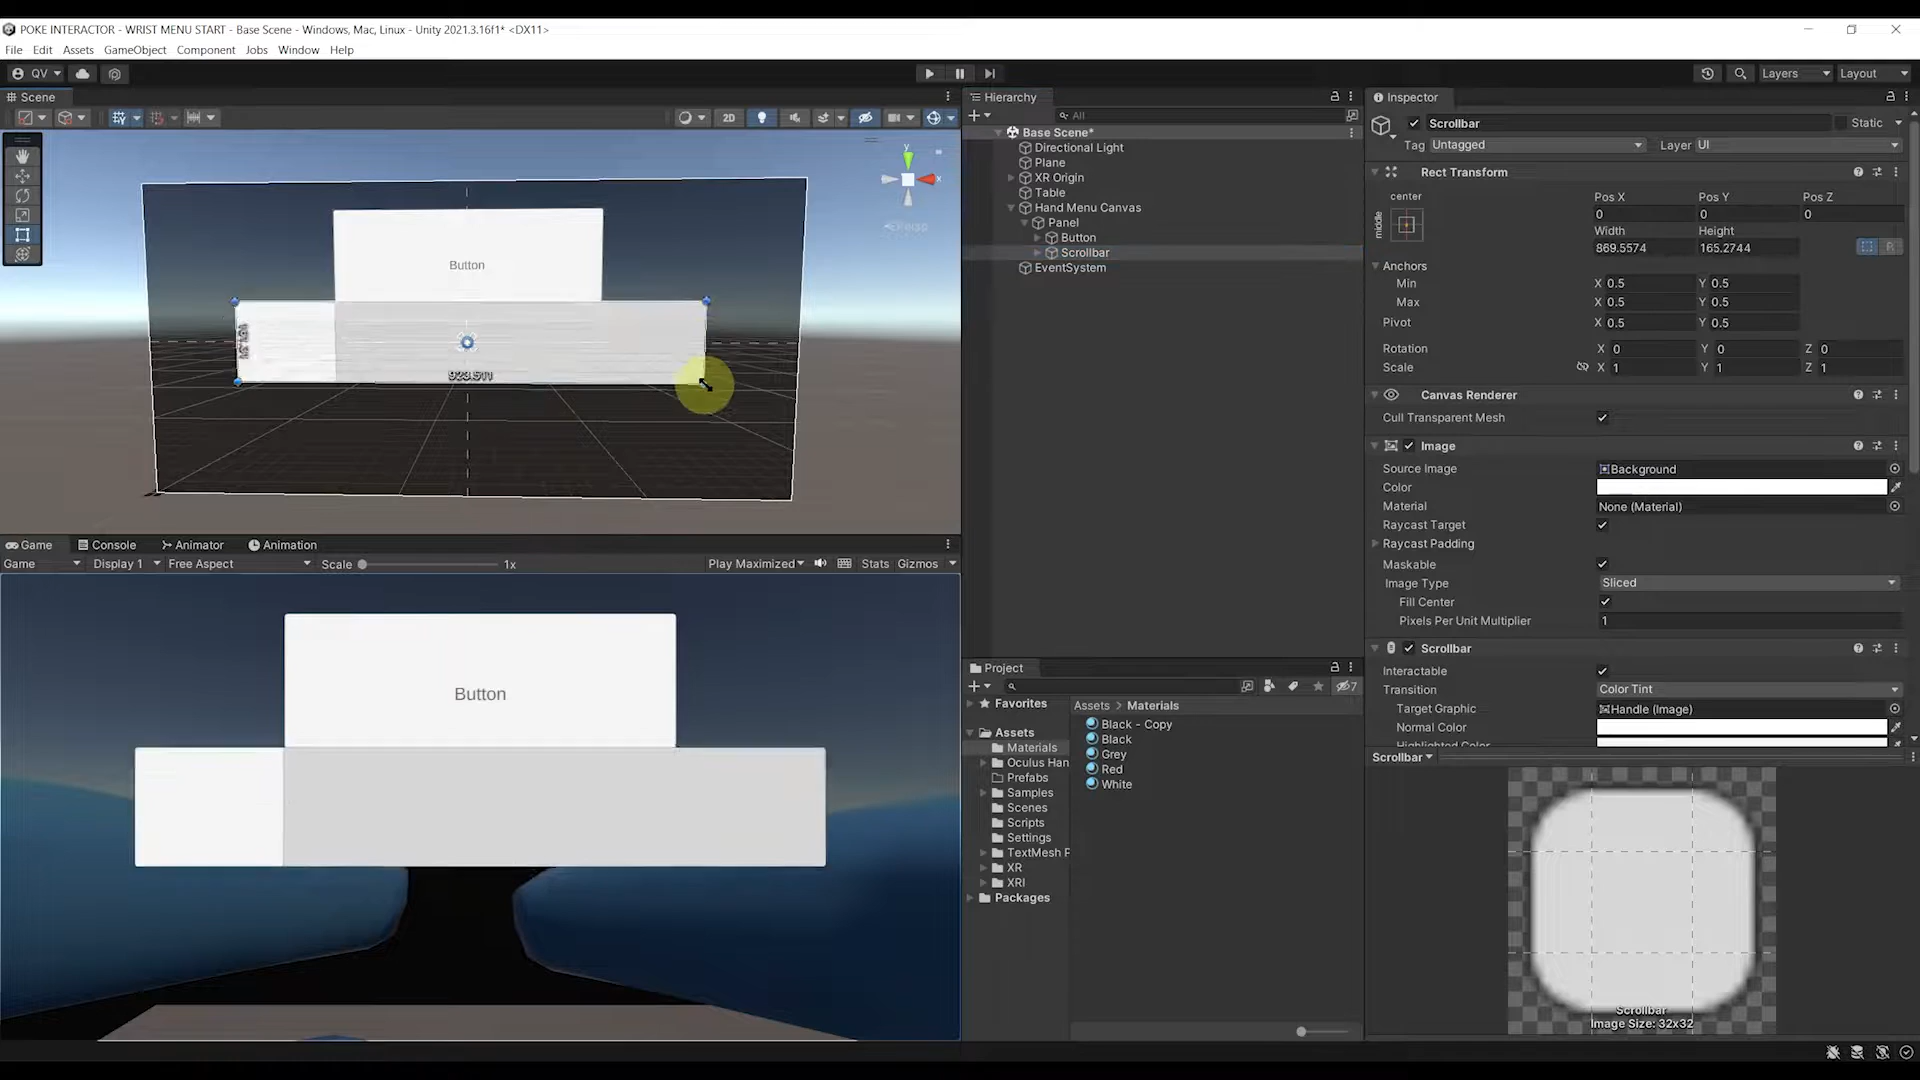 POKE INTERACTOR - WRIST MENU START - Base Scene - Windows, Mac, Linux - Unity 2021.3.16f1* <DX11>
File Edit Assets GameObject Component Jobs Window Help
QV Layers Layout
Scene
2D
y
x
Persp
Button
923.511
Game Console Animator Animation
Game Display 1 Free Aspect Scale 1x Play Maximized Stats Gizmos
Button
Hierarchy
All
Base Scene*
Directional Light
Plane
XR Origin
Table
Hand Menu Canvas
Panel
Button
Scrollbar
EventSystem
Project
7
Favorites
Assets
Materials
Oculus Han
Prefabs
Samples
Scenes
Scripts
Settings
TextMesh P
XR
XRI
Packages
Assets > Materials
Black - Copy
Black
Grey
Red
White
Inspector
Scrollbar Static
Tag Untagged Layer UI
Rect Transform
center Pos X Pos Y Pos Z
middle 0 0 0
Width Height
869.5574 165.2744 R
Anchors
Min X 0.5 Y 0.5
Max X 0.5 Y 0.5
Pivot X 0.5 Y 0.5
Rotation X 0 Y 0 Z 0
Scale X 1 Y 1 Z 1
Canvas Renderer
Cull Transparent Mesh
Image
Source Image Background
Color
Material None (Material)
Raycast Target
Raycast Padding
Maskable
Image Type Sliced
Fill Center
Pixels Per Unit Multiplier 1
Scrollbar
Interactable
Transition Color Tint
Target Graphic Handle (Image)
Normal Color
Highlighted Color
Scrollbar
Scrollbar
Image Size: 32x32